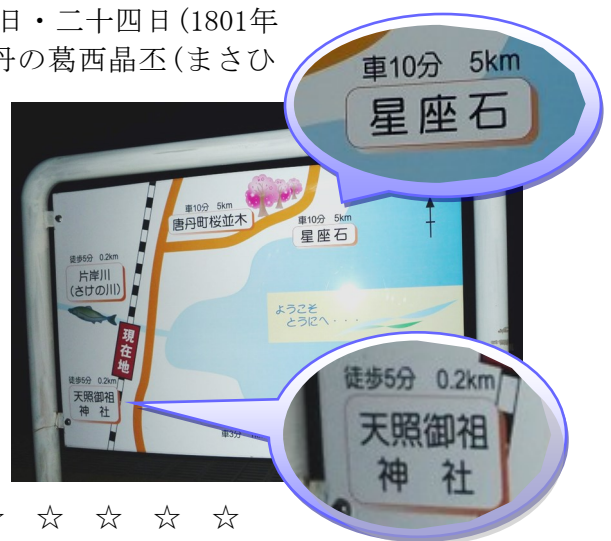 日・二十四日(1801年
丹の葛西晶丕(まさひ
車10分 5km
星座石
車10分 5km
唐丹町桜並木
車10分 5km
星座石
徒歩5分 0.2km
片岸川
(さけの川)
ようこそ
とうにへ・・・
現在地
徒歩5分 0.2km
天照御祖
神 社
徒歩5分 0.2km
天照御祖
神 社
車3分
☆ ☆ ☆ ☆ ☆